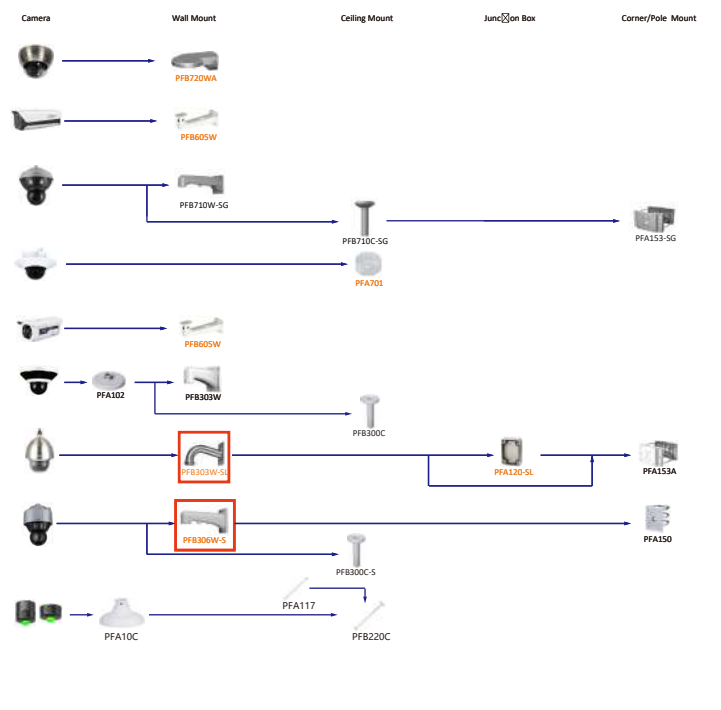 Camera Wall Mount Ceiling Mount Junc☒on Box Corner/Pole Mount
PFB720WA
PFB605W
PFB710W-SG
PFB710C-SG PFA153-SG
PFA701
PFB605W
PFA102 PFB303W
PFB300C
PFB303W-SL PFA120-SL PFA153A
PFB306W-S PFA150
PFB300C-S
PFA117
PFA10C PFB220C